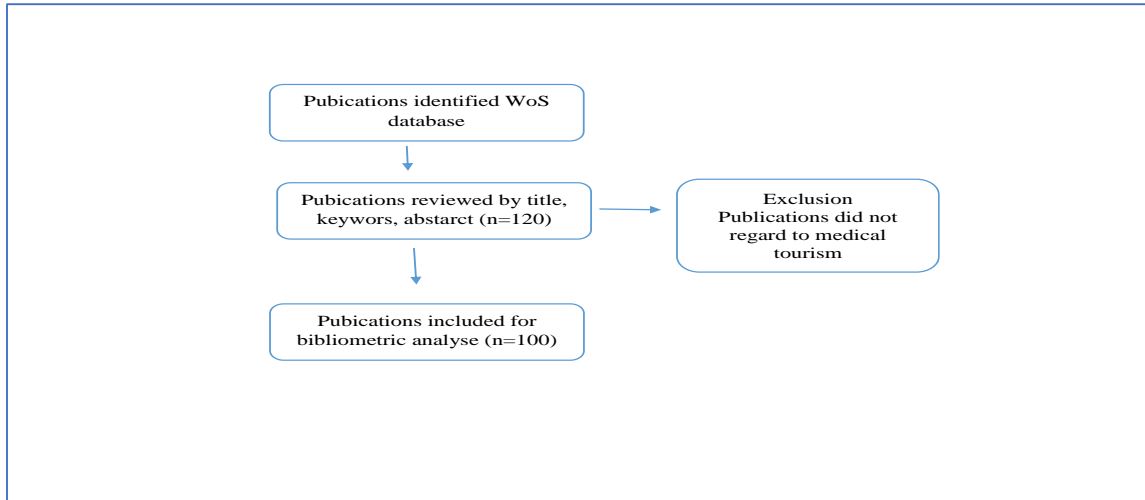 Pubications identified WoS
database
Pubications reviewed by title,
keywors, abstarct (n=120)
Exclusion
Publications did not
regard to medical
tourism
Pubications included for
bibliometric analyse (n=100)